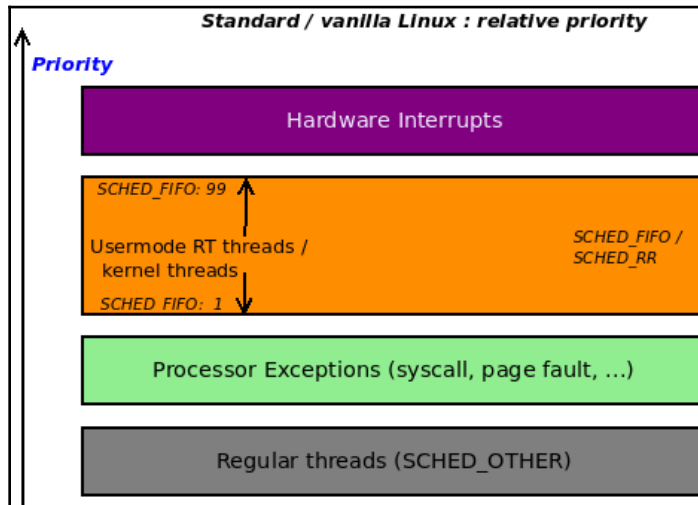 Standard / vanilla Linux : relative priority
Priority
Hardware Interrupts
SCHED_FIFO: 99
Usermode RT threads /
kernel threads
SCHED_FIFO /
SCHED_RR
SCHED_FIFO: 1
Processor Exceptions (syscall, page fault, ...)
Regular threads (SCHED_OTHER)